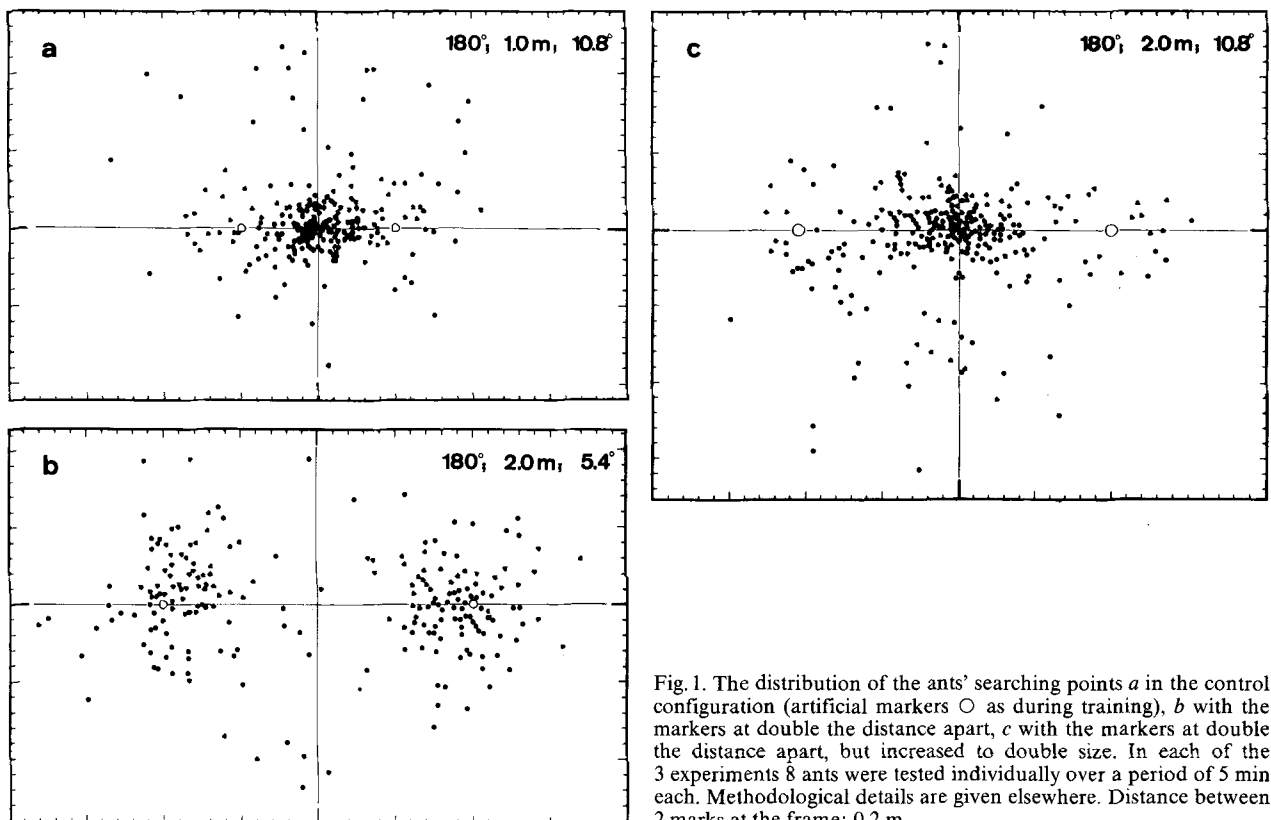 a
180°; 1.0 m; 10.8°
c
180°; 2.0 m; 10.8°
b
180°; 2.0 m; 5.4°
Fig. 1. The distribution of the ants' searching points a in the control
configuration (artificial markers ○ as during training), b with the
markers at double the distance apart, c with the markers at double
the distance apart, but increased to double size. In each of the
3 experiments 8 ants were tested individually over a period of 5 min
each. Methodological details are given elsewhere. Distance between
2 marks at the frame: 0.2 m